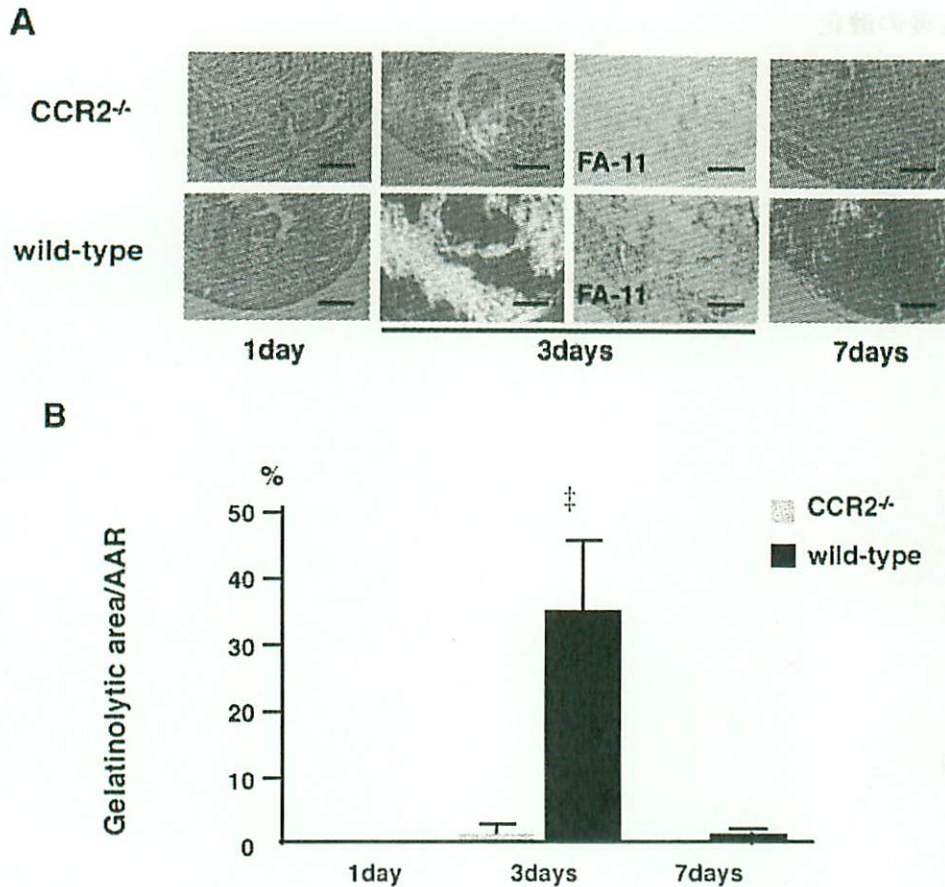 A
CCR2-/-
FA-11
wild-type
FA-11
1day
3days
7days
B
%
‡
50
40
30
20
10
0
Gelatinolytic area/AAR
CCR2-/-
wild-type
1day
3days
7days